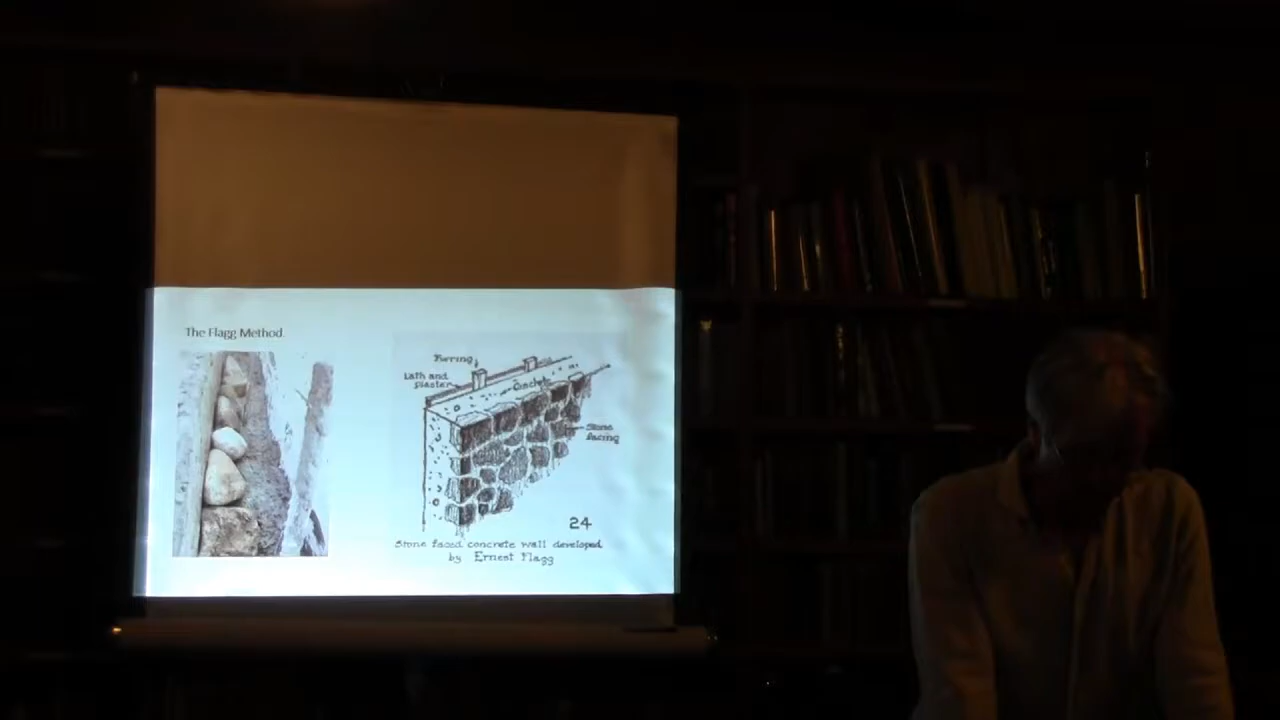 The Flagg Method.
Furring
Lath and
plaster
Concrete
Stone
facing
24
Stone faced concrete wall developed
by Ernest Flagg